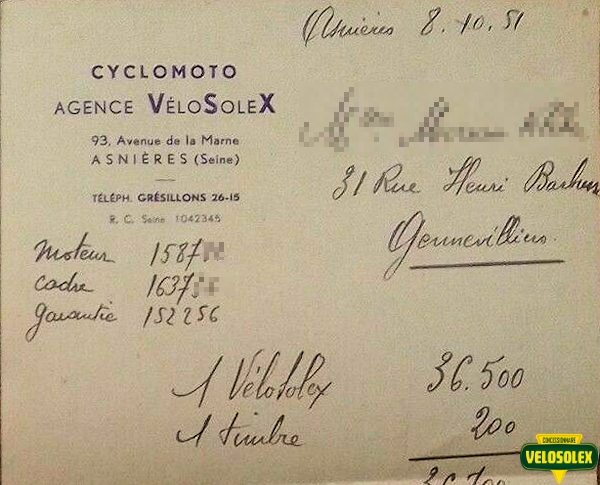 Asnières 8.10.51
CYCLOMOTO
AGENCE VÉLOSOLEX
93, Avenue de la Marne
ASNIÈRES (Seine)
TÉLÉPH. GRÉSILLONS 26-15
R. C. Seine 1042345
31 Rue Henri Barbusse
Gennevilliers
moteur 1587
cadre 1637
garantie 152256
1 Vélosolex 36.500
1 timbre 200
36.700
CONCESSIONNAIRE
VELOSOLEX